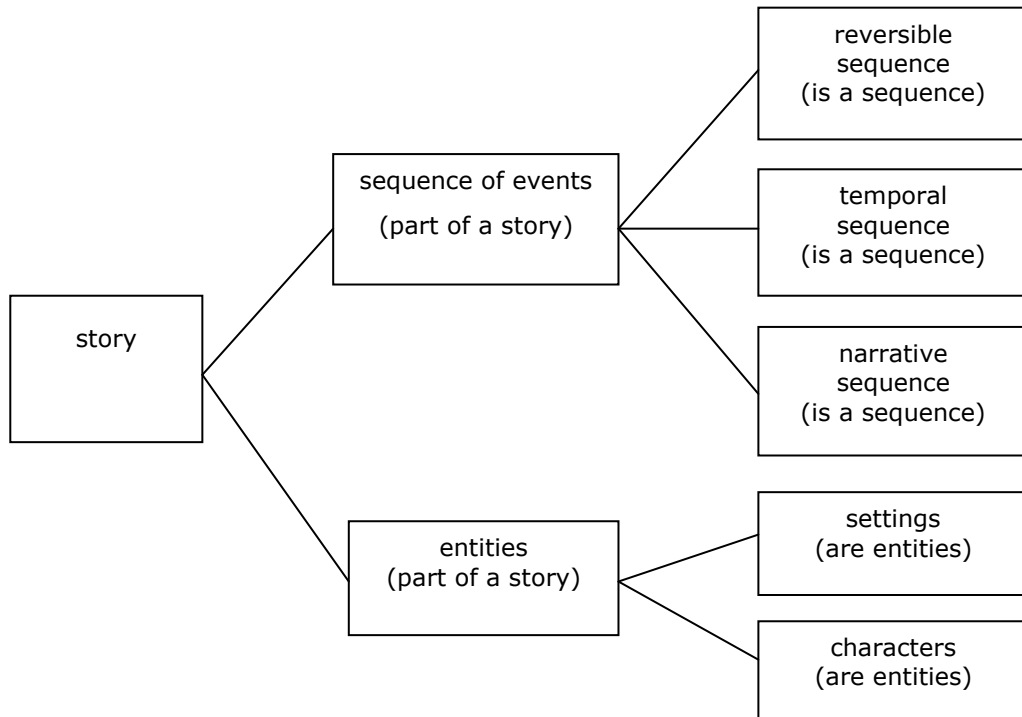 reversible
sequence
(is a sequence)
sequence of events
(part of a story)
temporal
sequence
(is a sequence)
story
narrative
sequence
(is a sequence)
entities
(part of a story)
settings
(are entities)
characters
(are entities)